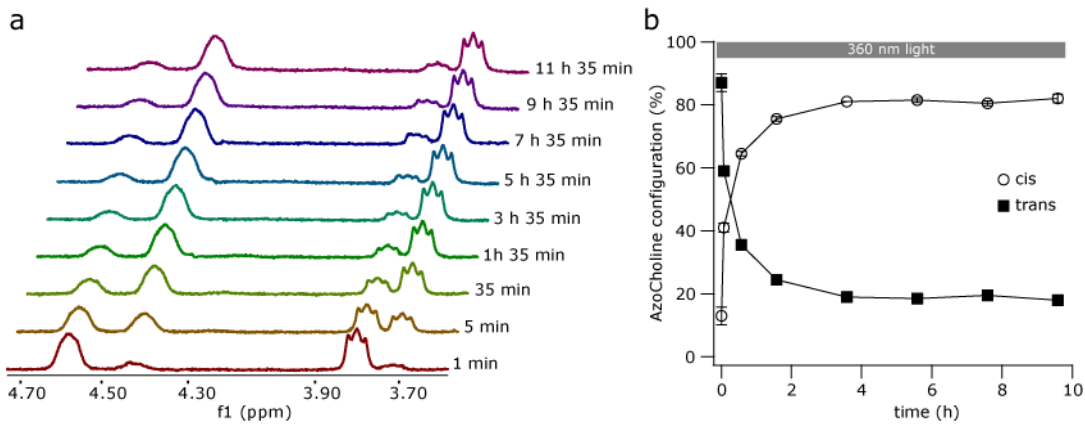 a
11 h 35 min
9 h 35 min
7 h 35 min
5 h 35 min
3 h 35 min
1h 35 min
35 min
5 min
1 min
4.70 4.50 4.30 3.90 3.70
f1 (ppm)
b
360 nm light
100
80
60
40
20
0
AzoCholine configuration (%)
cis
trans
0 2 4 6 8 10
time (h)